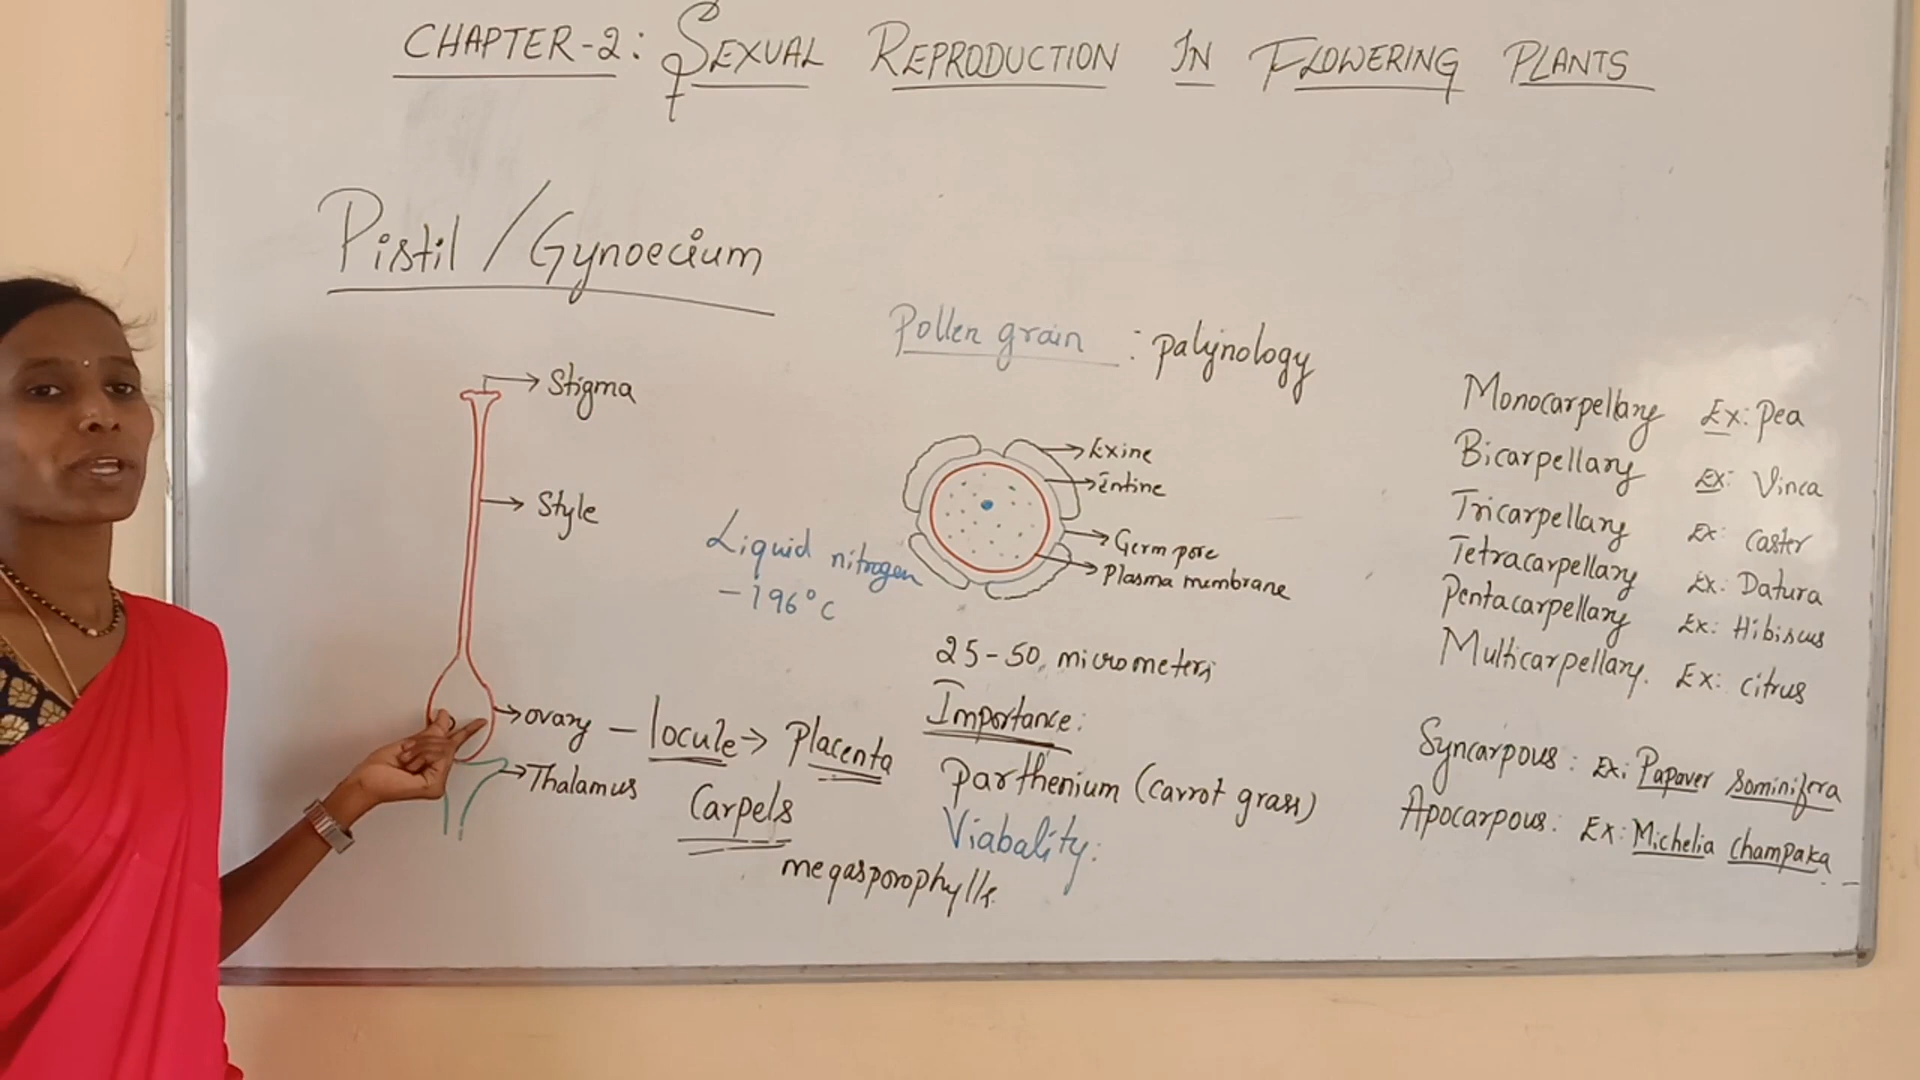 CHAPTER-2: SEXUAL REPRODUCTION IN FLOWERING PLANTS
Pistil / Gynoecium
Stigma
Style
ovary – locule → Placenta
Thalamus
Carpels
megasporophylls
Liquid nitrogen
-196°C
Pollen grain : palynology
Exine
Intine
Germ pore
Plasma membrane
25-50 micrometers
Importance:
Parthenium (carrot grass)
Viabality:
Monocarpellary Ex: Pea
Bicarpellary Ex: Vinca
Tricarpellary Ex: Caster
Tetracarpellary Ex: Datura
Pentacarpellary Ex: Hibiscus
Multicarpellary. Ex: citrus
Syncarpous: Ex: Papaver Sominifera
Apocarpous: Ex: Michelia Champaka